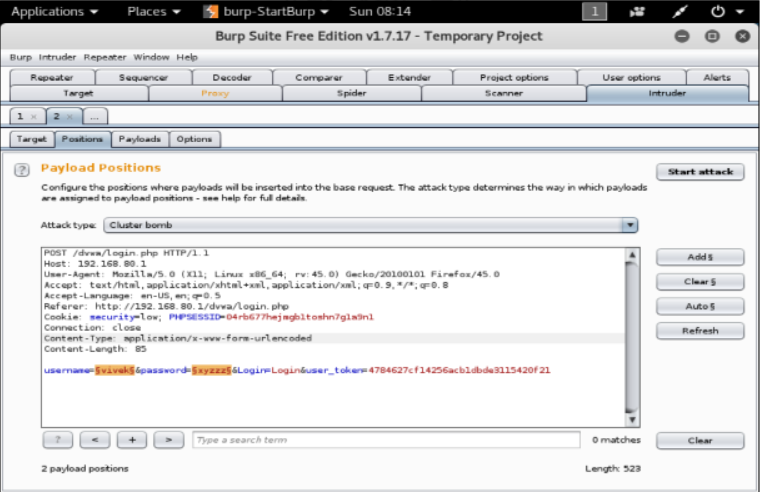 Applications Places burp-StartBurp Sun 08:14 1
Burp Suite Free Edition v1.7.17 - Temporary Project
Burp Intruder Repeater Window Help
Repeater Sequencer Decoder Comparer Extender Project options User options Alerts
Target Proxy Spider Scanner Intruder
1 × 2 × ...
Target Positions Payloads Options
? Payload Positions Start attack
Configure the positions where payloads will be inserted into the base request. The attack type determines the way in which payloads
are assigned to payload positions - see help for full details.
Attack type: Cluster bomb
POST /dvwa/login.php HTTP/1.1
Host: 192.168.80.1
User-Agent: Mozilla/5.0 (X11; Linux x86_64; rv:45.0) Gecko/20100101 Firefox/45.0
Accept: text/html,application/xhtml+xml,application/xml;q=0.9,*/*;q=0.8
Accept-Language: en-US,en;q=0.5
Referer: http://192.168.80.1/dvwa/login.php
Cookie: security=low; PHPSESSID=04rb677hejmgb1toshn7g1a9n1
Connection: close
Content-Type: application/x-www-form-urlencoded
Content-Length: 85
username=§vivek§&password=§xyzzz§&Login=Login&user_token=4784627cf14256acb1dbde3115420f21
Add §
Clear §
Auto §
Refresh
? < + > Type a search term 0 matches Clear
2 payload positions Length: 523